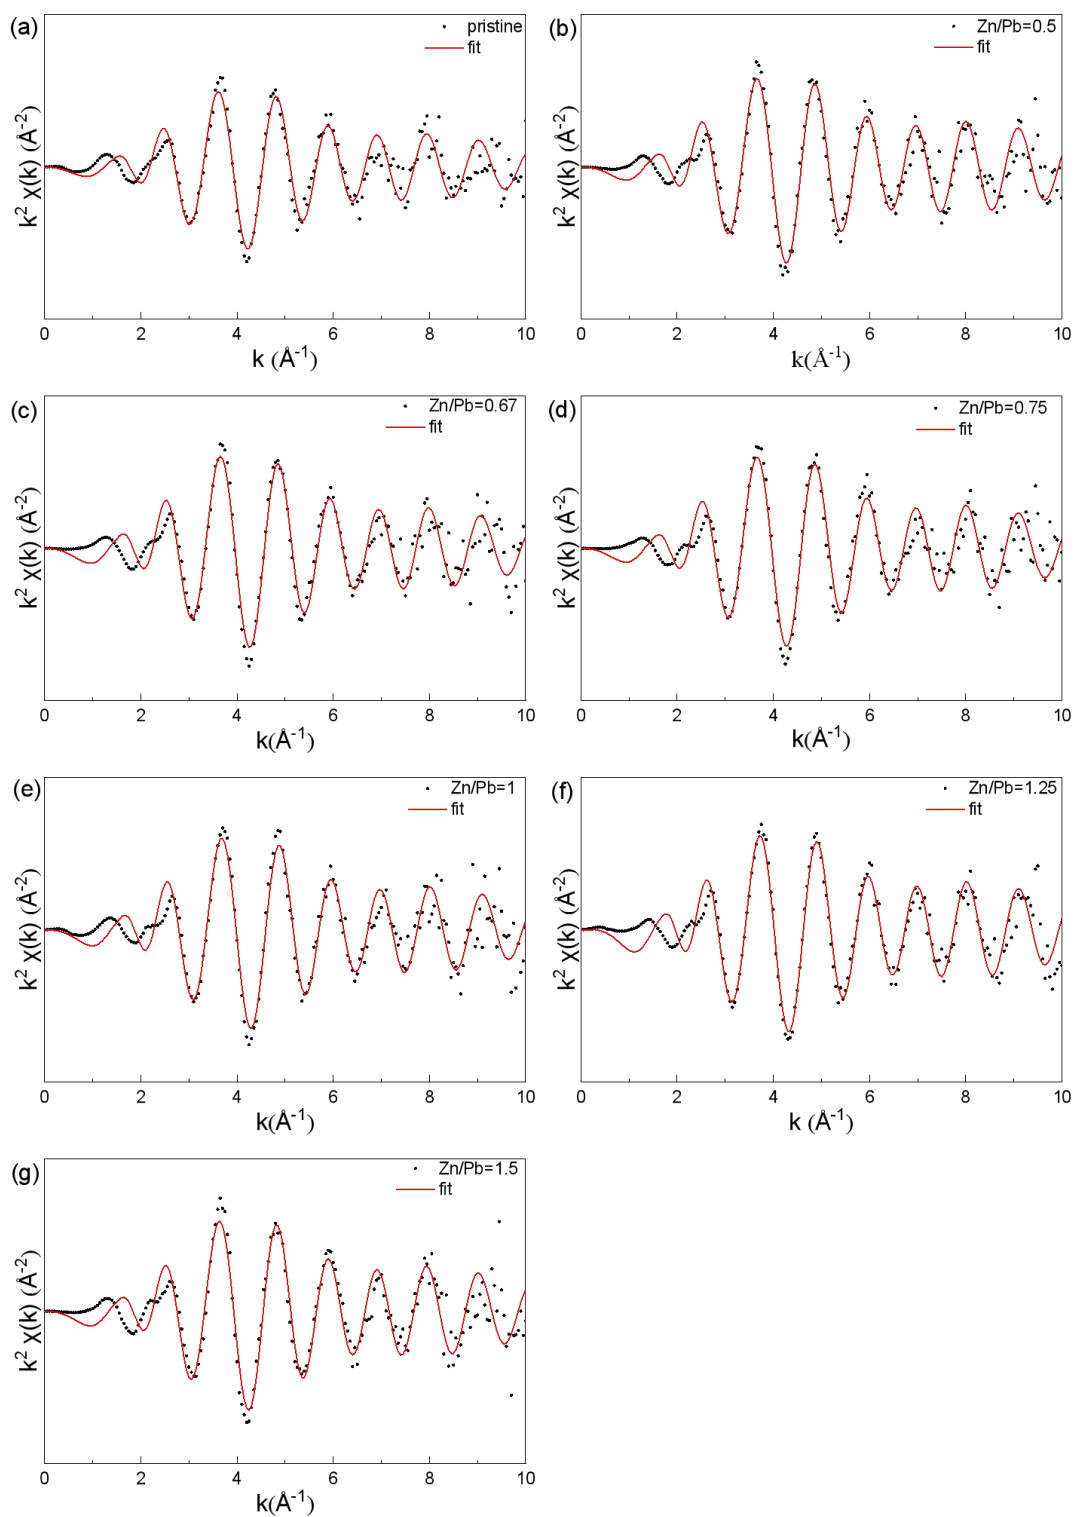 (a)
pristine
fit
k² χ(k) (Å⁻²)
0 2 4 6 8 10
k (Å⁻¹)
(b)
Zn/Pb=0.5
fit
k² χ(k) (Å⁻²)
0 2 4 6 8 10
k(Å⁻¹)
(c)
Zn/Pb=0.67
fit
k² χ(k) (Å⁻²)
0 2 4 6 8 10
k(Å⁻¹)
(d)
Zn/Pb=0.75
fit
k² χ(k) (Å⁻²)
0 2 4 6 8 10
k(Å⁻¹)
(e)
Zn/Pb=1
fit
k² χ(k) (Å⁻²)
0 2 4 6 8 10
k(Å⁻¹)
(f)
Zn/Pb=1.25
fit
k² χ(k) (Å⁻²)
0 2 4 6 8 10
k (Å⁻¹)
(g)
Zn/Pb=1.5
fit
k² χ(k) (Å⁻²)
0 2 4 6 8 10
k(Å⁻¹)